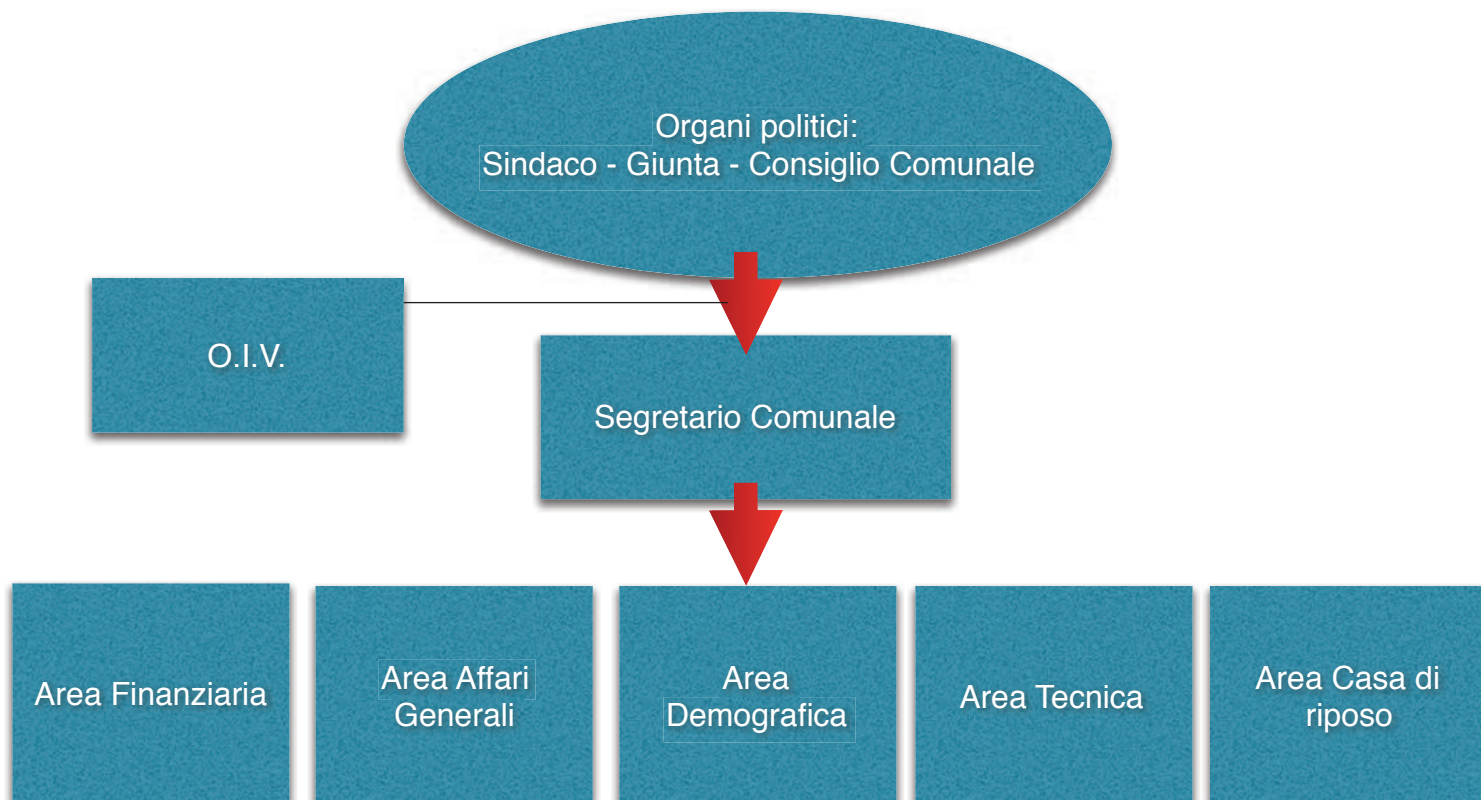 Organi politici:
Sindaco - Giunta - Consiglio Comunale
O.I.V.
Segretario Comunale
Area Finanziaria
Area Affari
Generali
Area
Demografica
Area Tecnica
Area Casa di
riposo